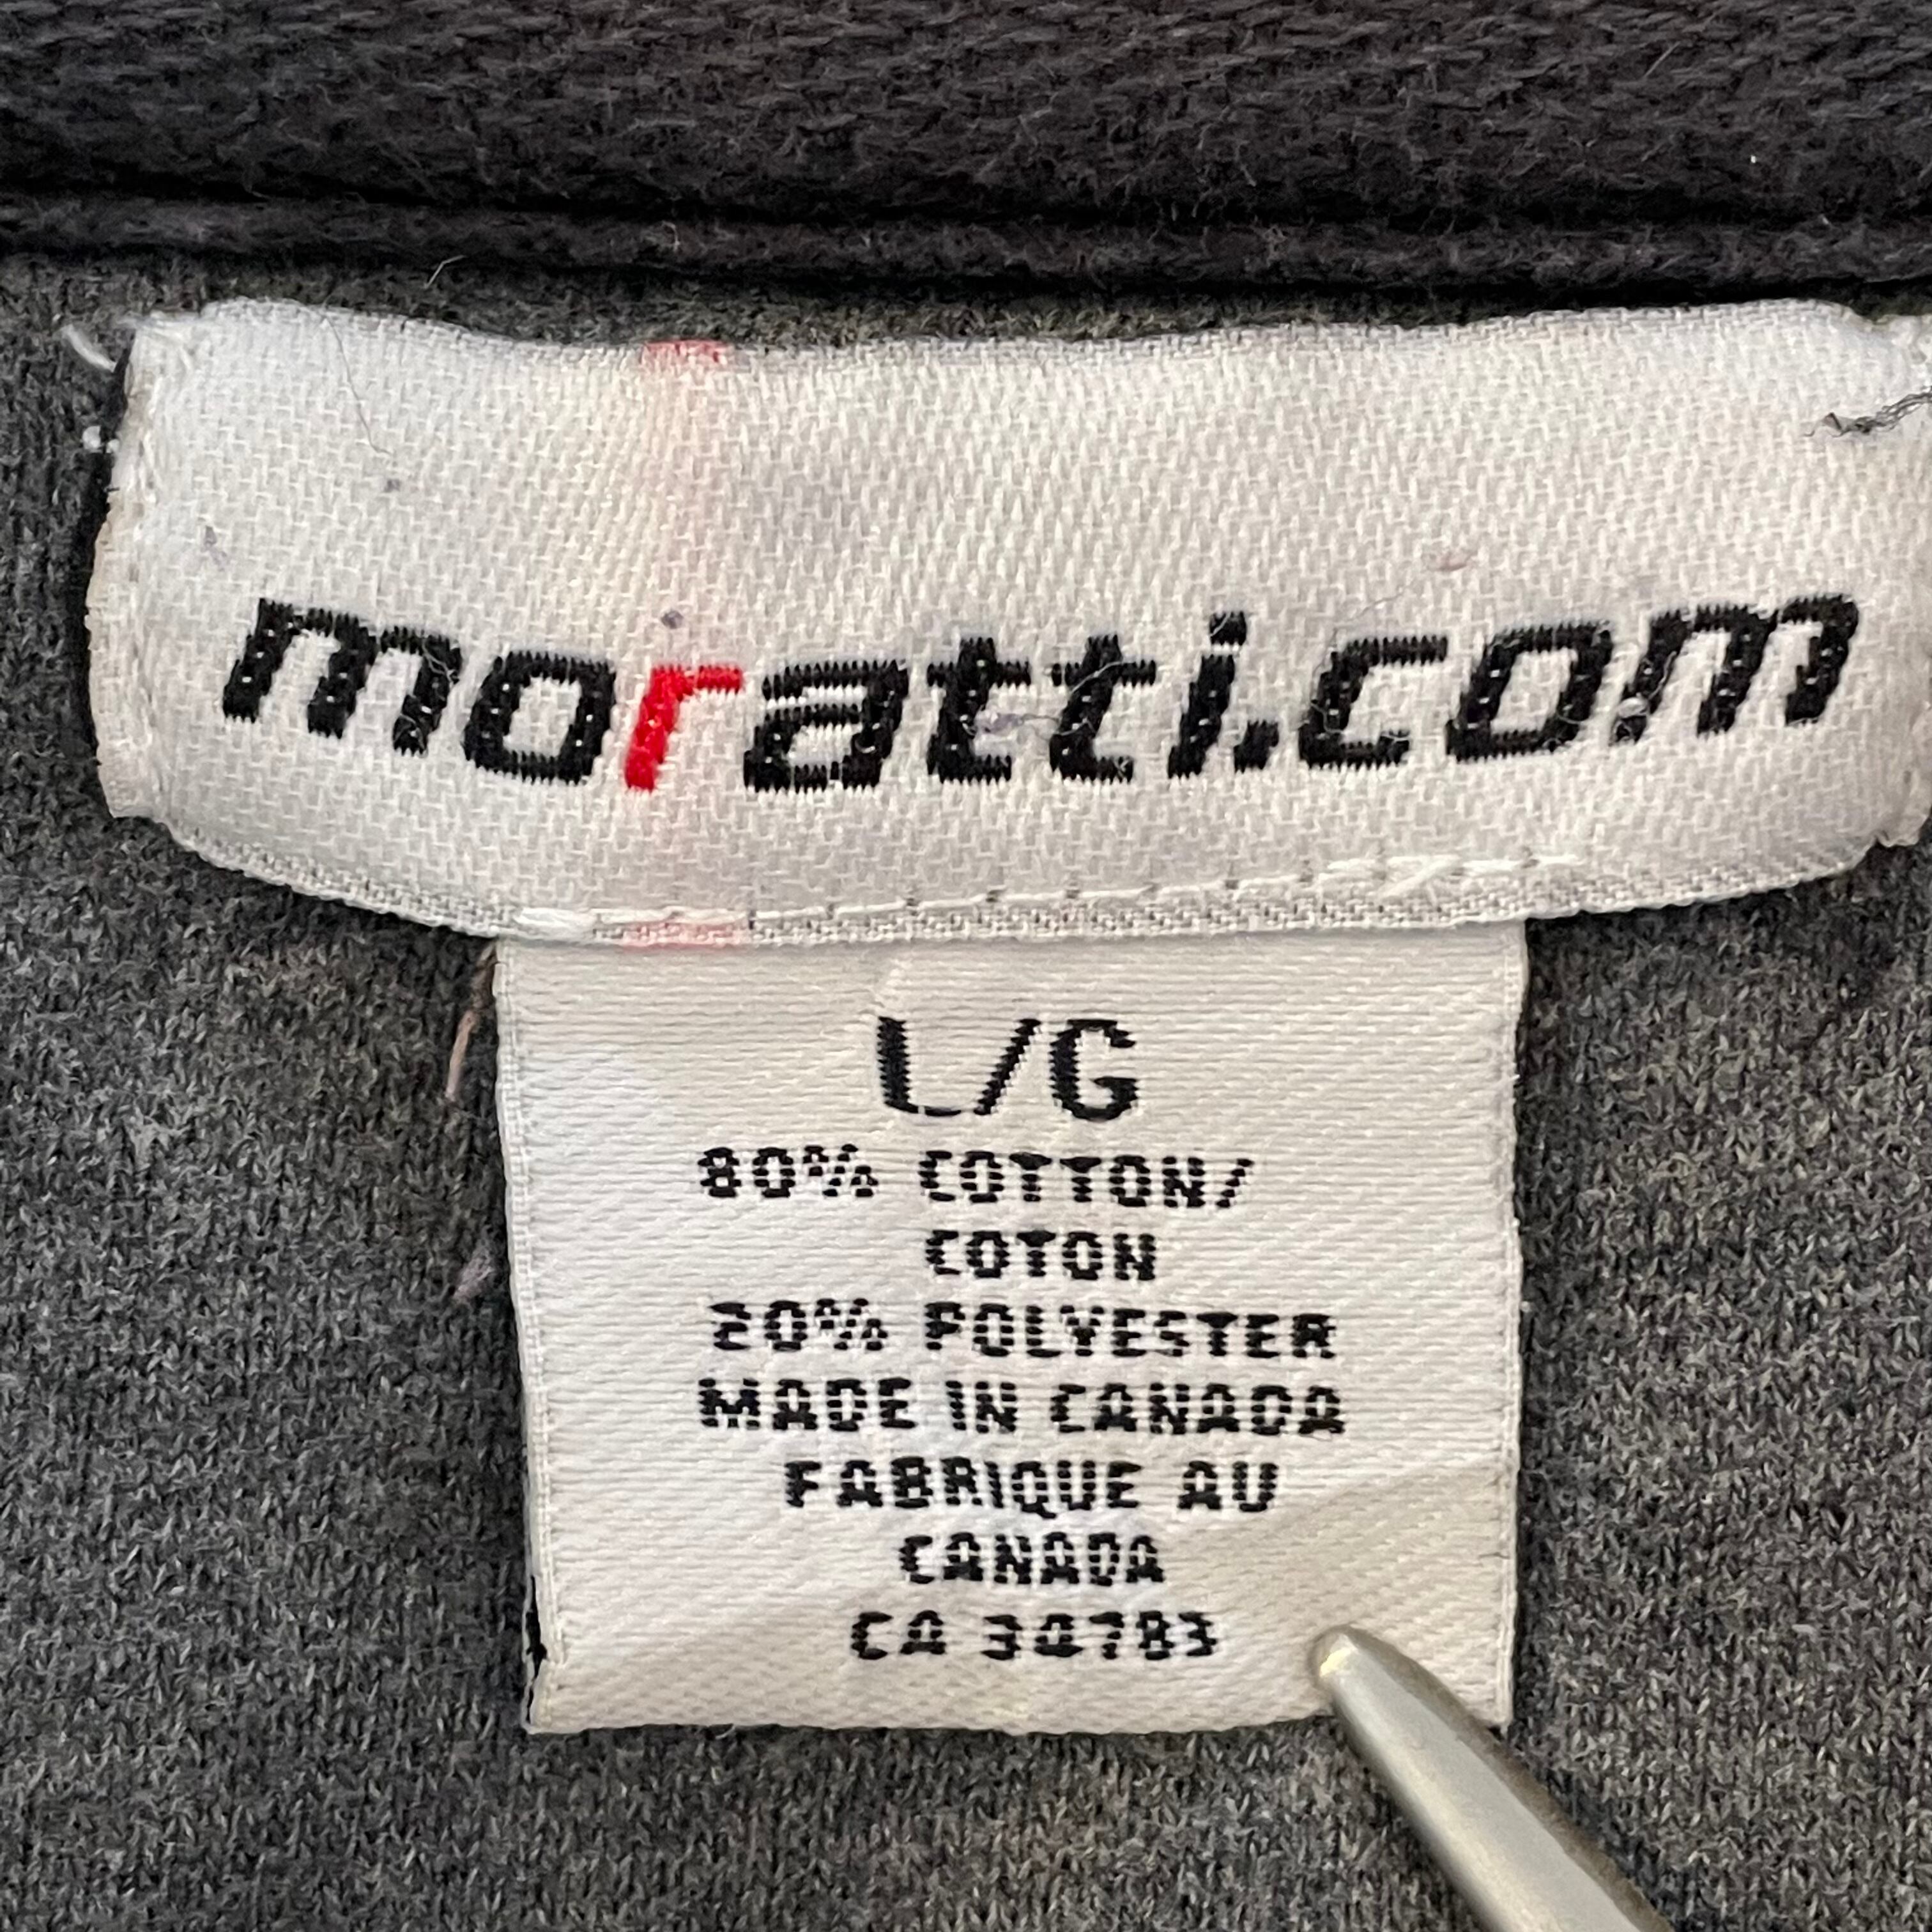 moratti.com
L/G
80% COTTON/
COTON
20% POLYESTER
MADE IN CANADA
FABRIQUE AU
CANADA
CA 34783